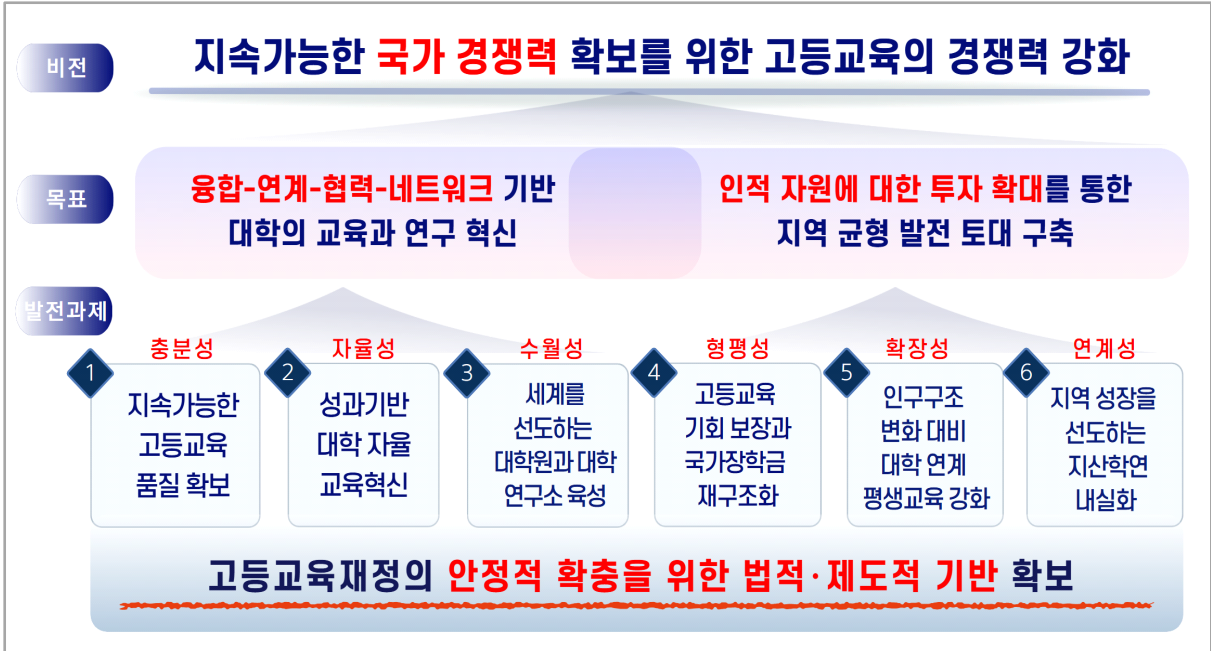 비전
지속가능한 국가 경쟁력 확보를 위한 고등교육의 경쟁력 강화
목표
융합-연계-협력-네트워크 기반
대학의 교육과 연구 혁신
인적 자원에 대한 투자 확대를 통한
지역 균형 발전 토대 구축
발전과제
충분성
1
지속가능한
고등교육
품질 확보
자율성
2
성과기반
대학 자율
교육혁신
수월성
3
세계를
선도하는
대학원과 대학
연구소 육성
형평성
4
고등교육
기회 보장과
국가장학금
재구조화
확장성
5
인구구조
변화 대비
대학 연계
평생교육 강화
연계성
6
지역 성장을
선도하는
지산학연
내실화
고등교육재정의 안정적 확충을 위한 법적·제도적 기반 확보